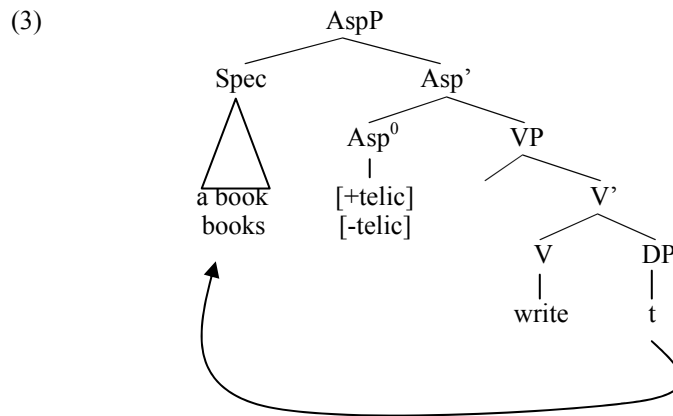 (3) AspP
Spec Asp’
Asp⁰ VP
a book [+telic] V’
books [-telic]
V DP
write t